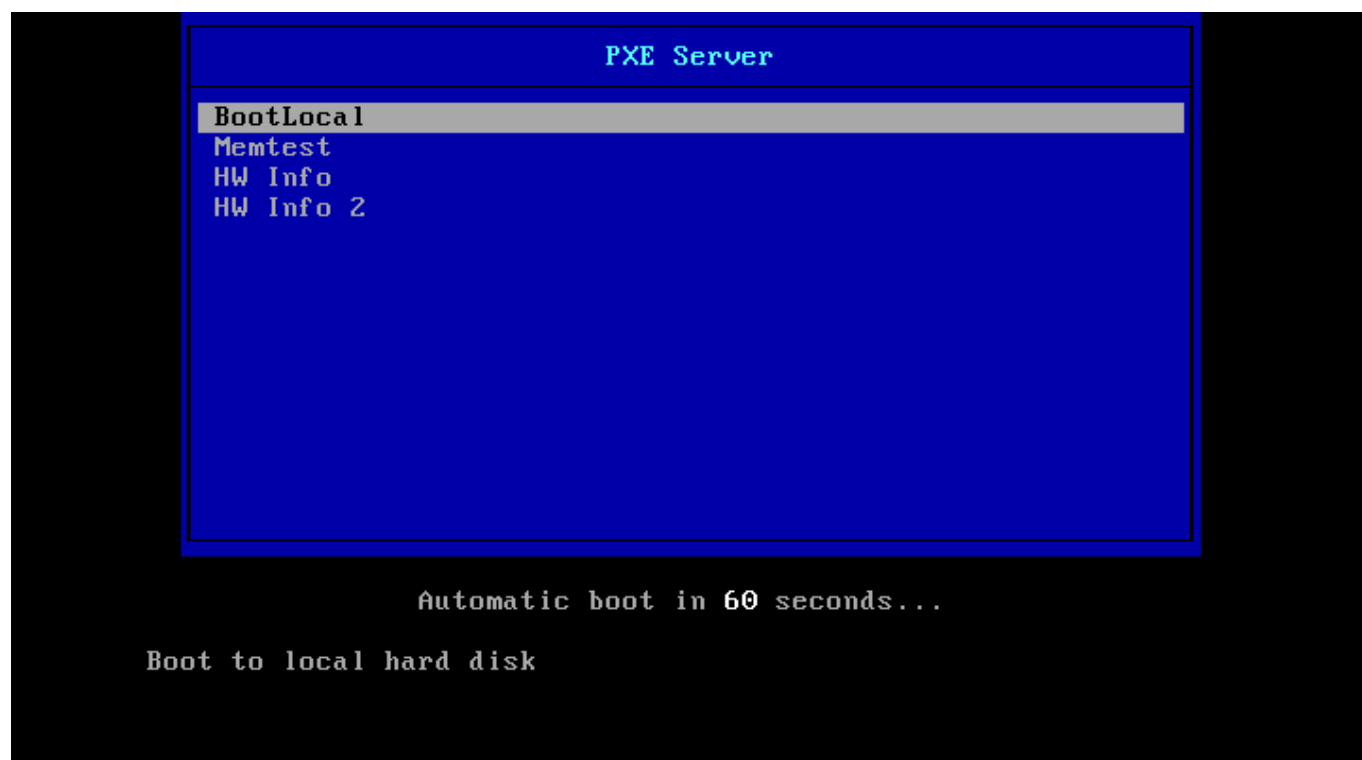 PXE Server
BootLocal
Memtest
HW Info
HW Info 2
Automatic boot in 60 seconds...
Boot to local hard disk